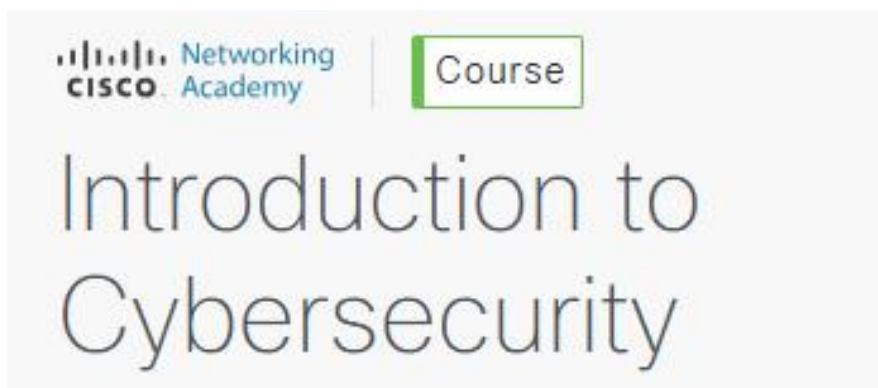 Networking
CISCO Academy
Course
Introduction to
Cybersecurity